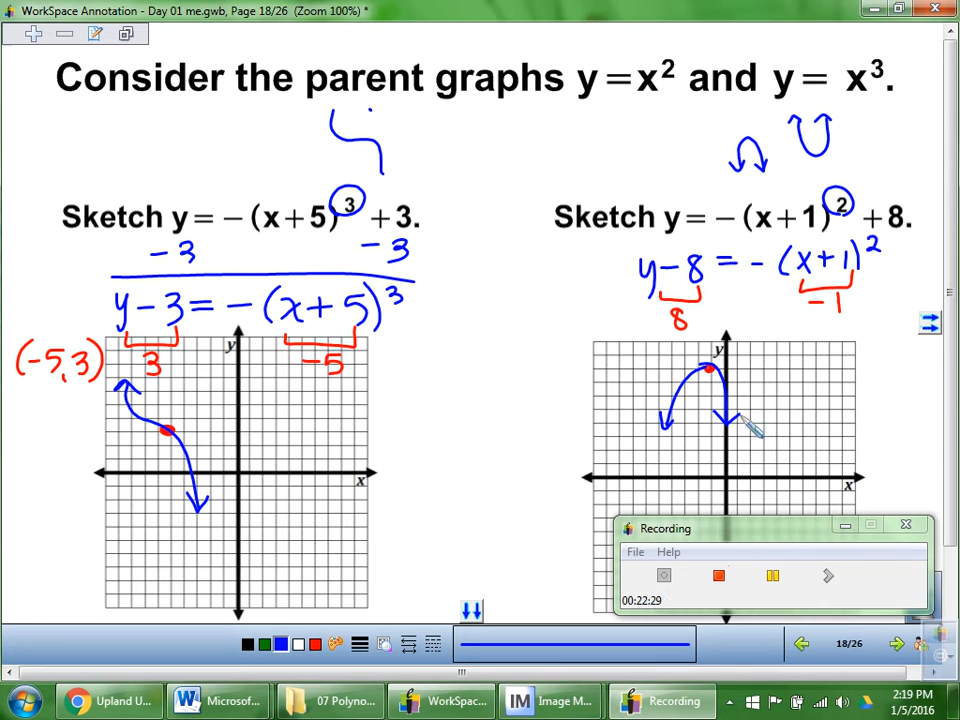 WorkSpace Annotation - Day 01 me.gwb, Page 18/26 (Zoom 100%) *
Consider the parent graphs y=x² and y= x³.
Sketch y=-(x+5)³+3.
-3 -3
y-3=-(x+5)³
3 -5
(-5,3)
y
x
Sketch y=-(x+1)²+8.
y-8=-(x+1)²
8 -1
y
x
Recording
File Help
00:22:29
18/26
Upland U...
Microsof...
07 Polyno...
WorkSpac...
IM Image M...
Recording
2:19 PM
1/5/2016